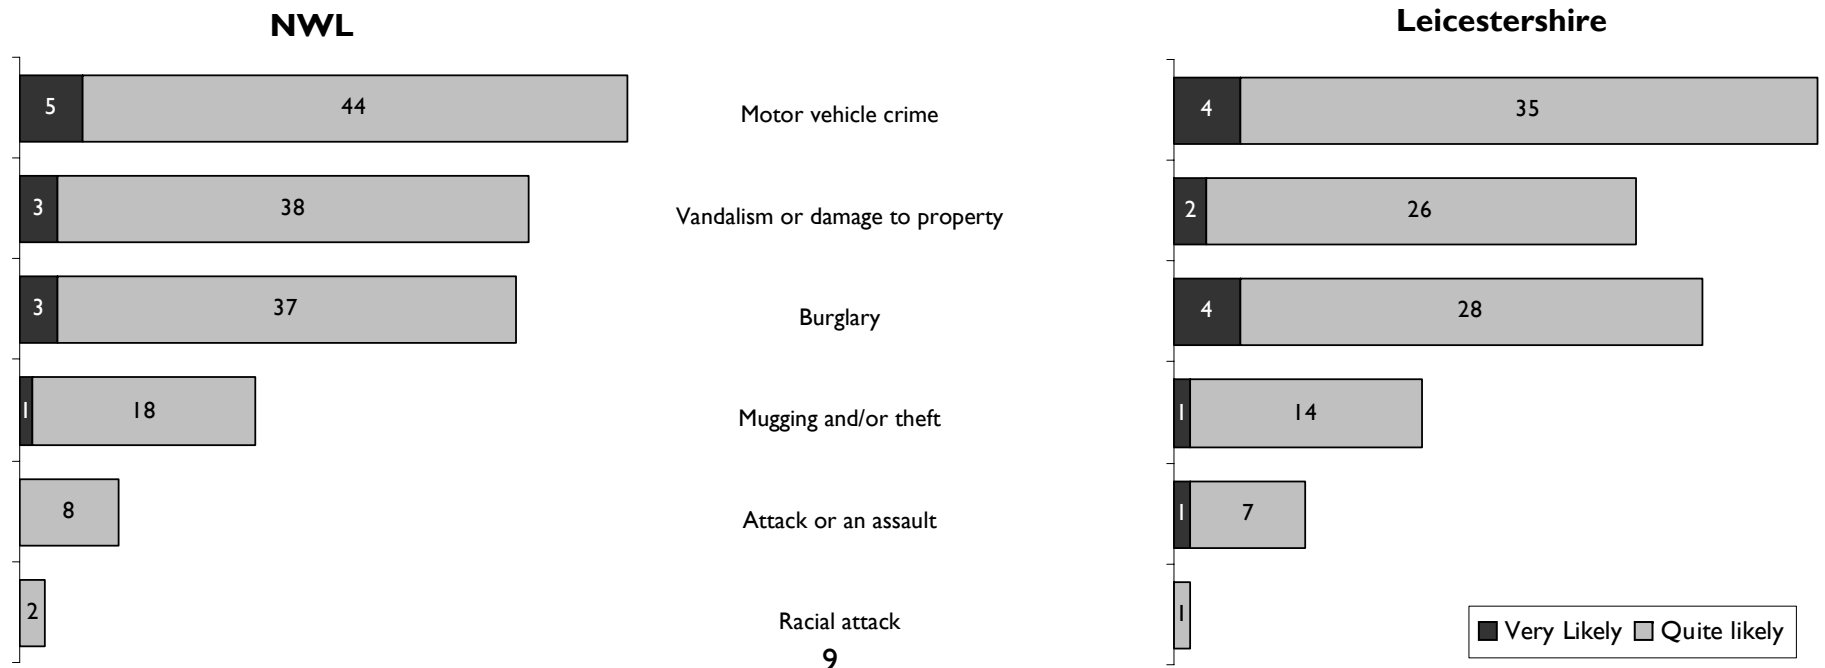 NWL
Leicestershire
5 44 Motor vehicle crime 4 35
3 38 Vandalism or damage to property 2 26
3 37 Burglary 4 28
1 18 Mugging and/or theft 1 14
8 Attack or an assault 1 7
2 Racial attack 1
Very Likely Quite likely
9